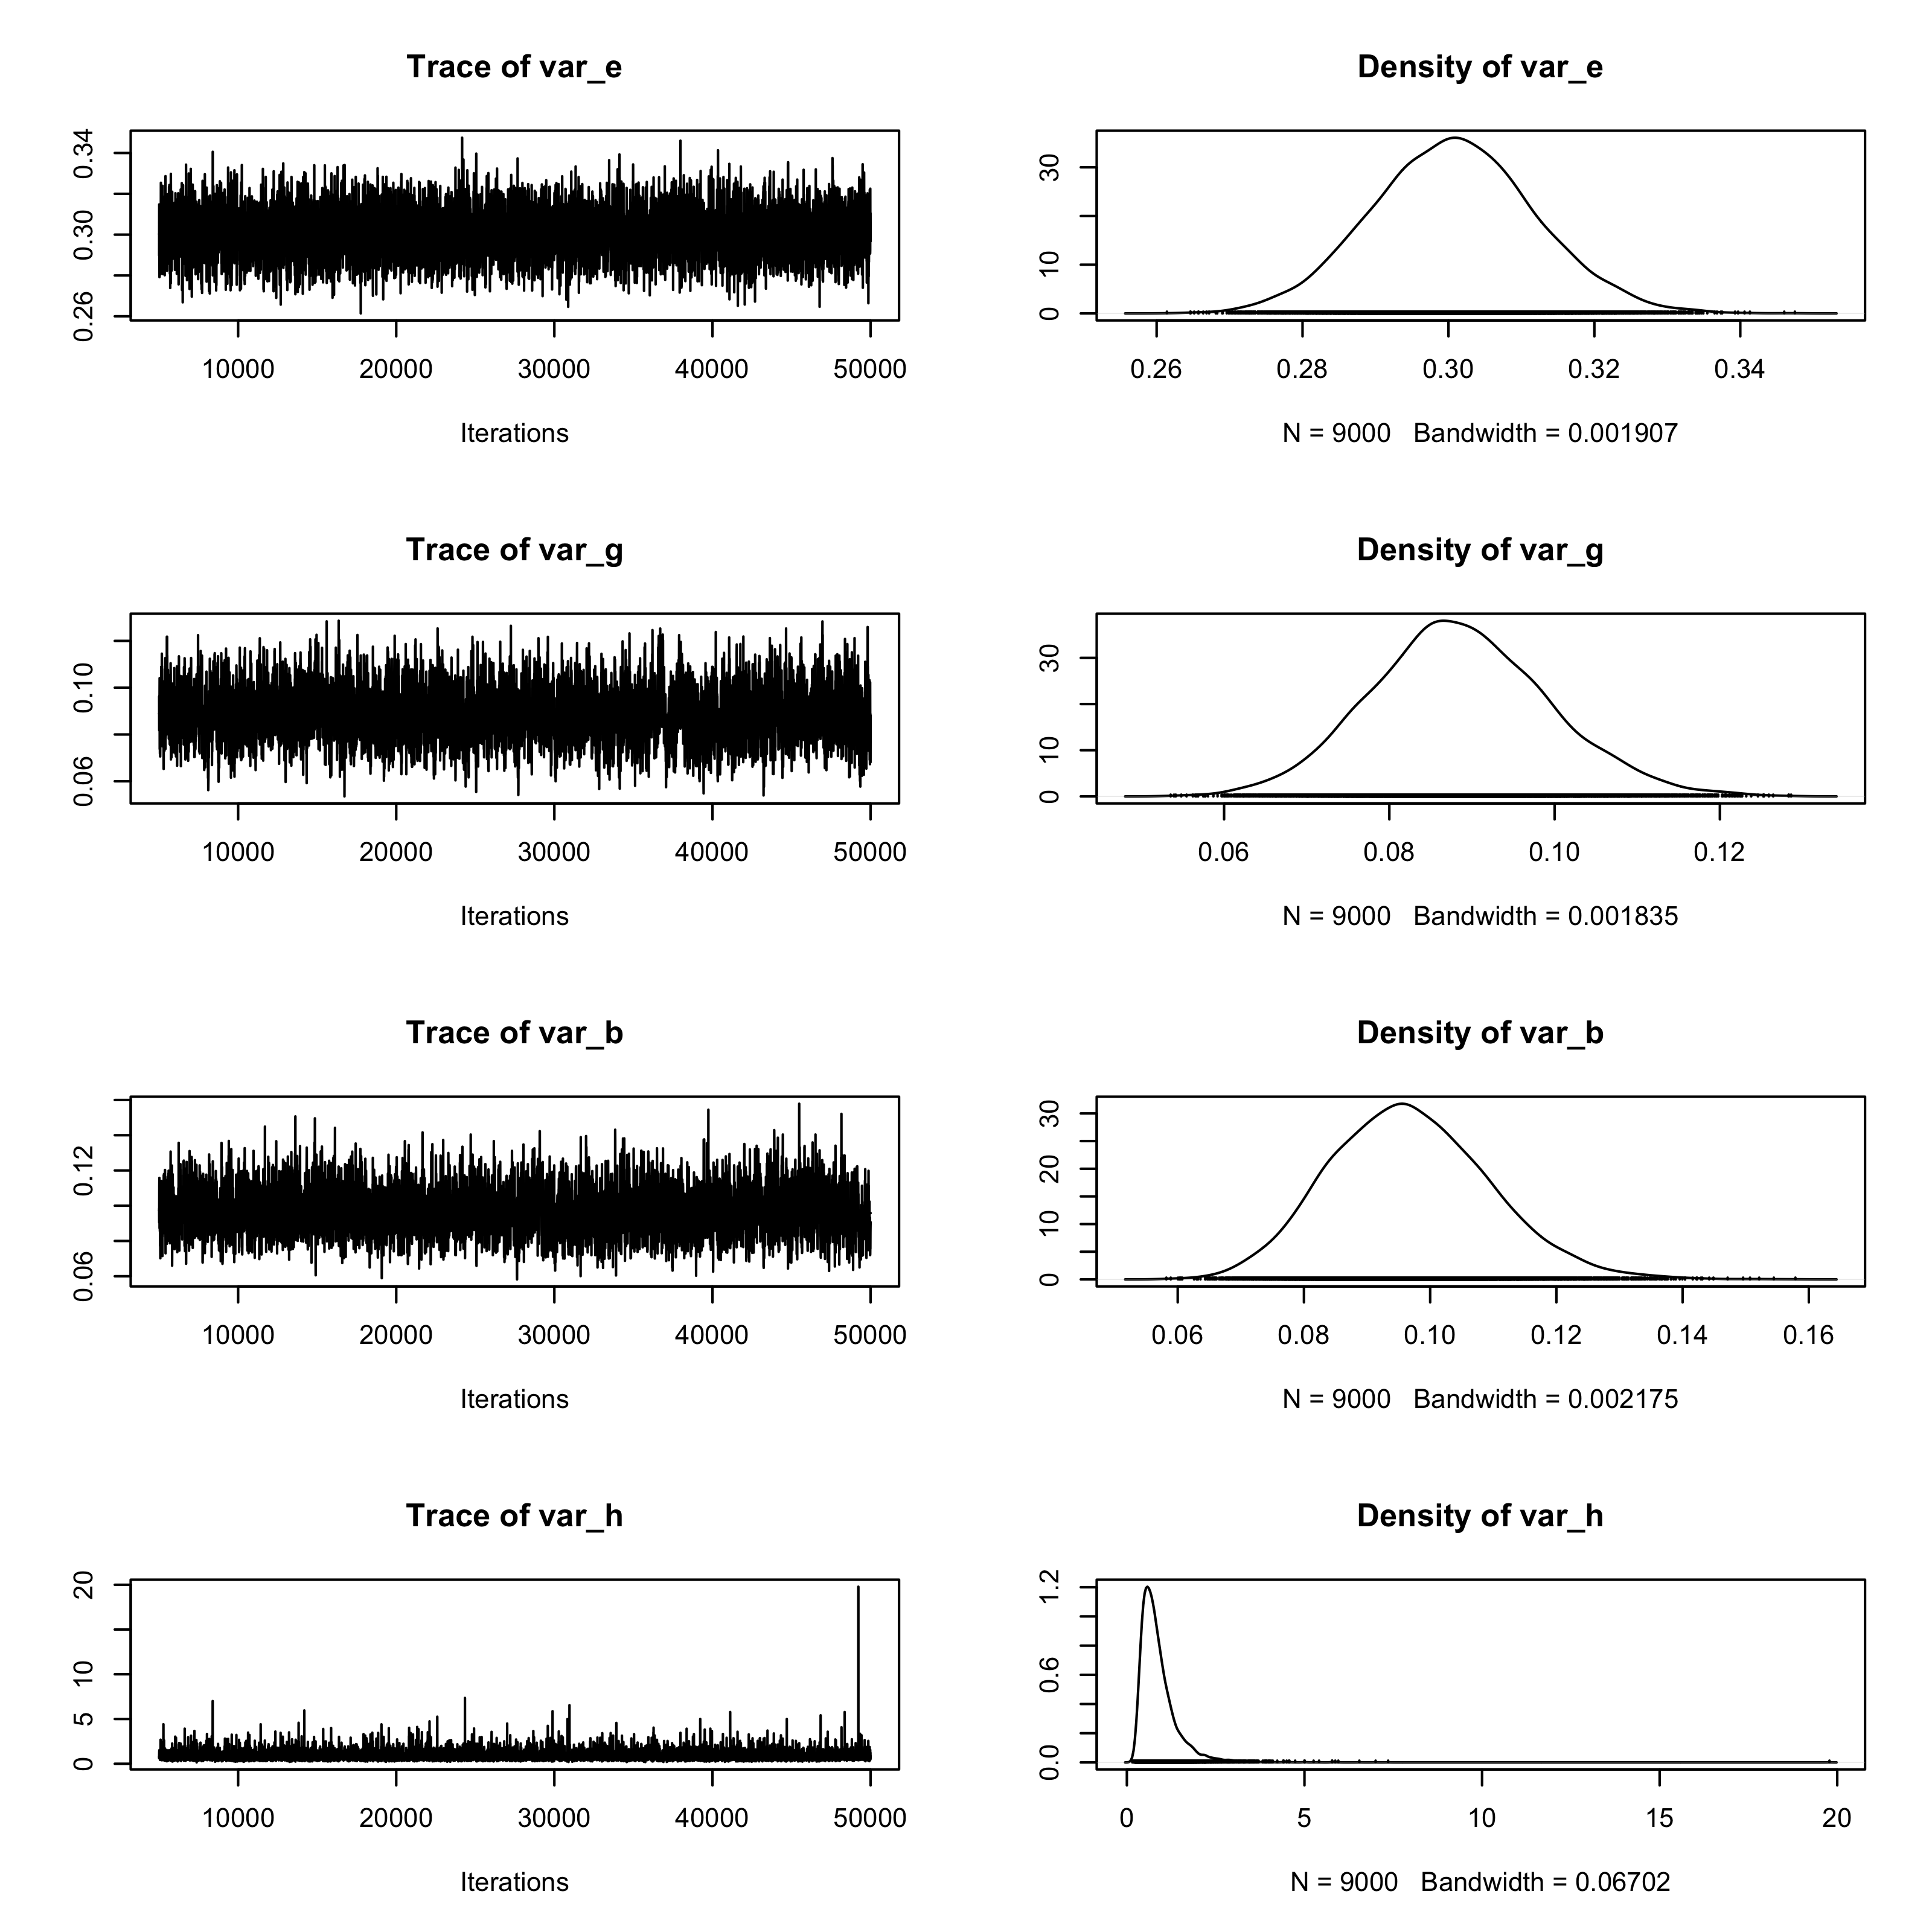 Trace of var_e
0.26 0.30 0.34
10000 20000 30000 40000 50000
Iterations
Density of var_e
0 10 30
0.26 0.28 0.30 0.32 0.34
N = 9000 Bandwidth = 0.001907
Trace of var_g
0.06 0.10
10000 20000 30000 40000 50000
Iterations
Density of var_g
0 10 30
0.06 0.08 0.10 0.12
N = 9000 Bandwidth = 0.001835
Trace of var_b
0.06 0.12
10000 20000 30000 40000 50000
Iterations
Density of var_b
0 10 20 30
0.06 0.08 0.10 0.12 0.14 0.16
N = 9000 Bandwidth = 0.002175
Trace of var_h
0 5 10 20
10000 20000 30000 40000 50000
Iterations
Density of var_h
0.0 0.6 1.2
0 5 10 15 20
N = 9000 Bandwidth = 0.06702